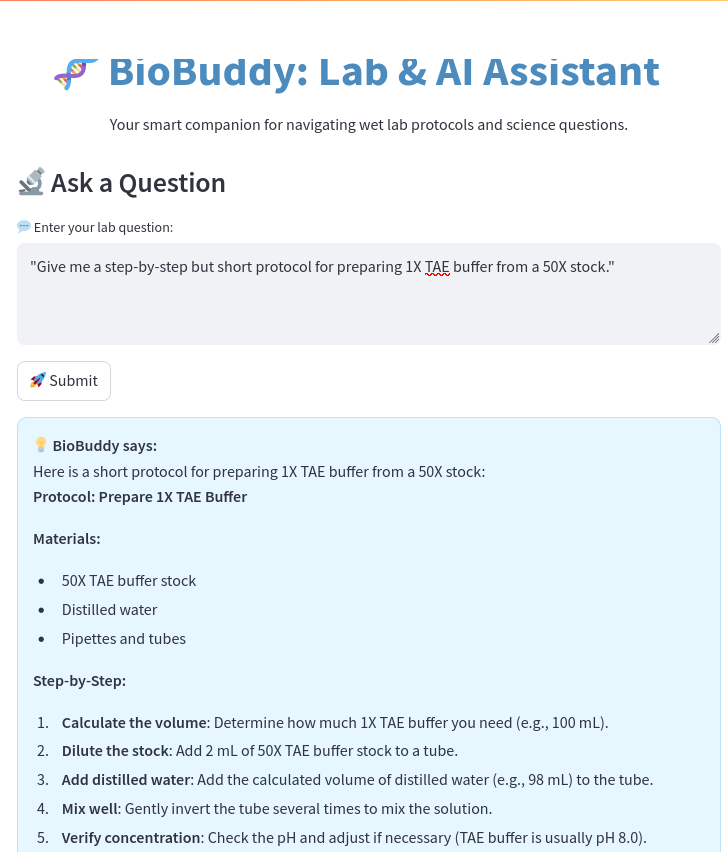 BioBuddy: Lab & AI Assistant
Your smart companion for navigating wet lab protocols and science questions.
Ask a Question
Enter your lab question:
"Give me a step-by-step but short protocol for preparing 1X TAE buffer from a 50X stock."
Submit
BioBuddy says:
Here is a short protocol for preparing 1X TAE buffer from a 50X stock:
Protocol: Prepare 1X TAE Buffer
Materials:
• 50X TAE buffer stock
• Distilled water
• Pipettes and tubes
Step-by-Step:
1. Calculate the volume: Determine how much 1X TAE buffer you need (e.g., 100 mL).
2. Dilute the stock: Add 2 mL of 50X TAE buffer stock to a tube.
3. Add distilled water: Add the calculated volume of distilled water (e.g., 98 mL) to the tube.
4. Mix well: Gently invert the tube several times to mix the solution.
5. Verify concentration: Check the pH and adjust if necessary (TAE buffer is usually pH 8.0).